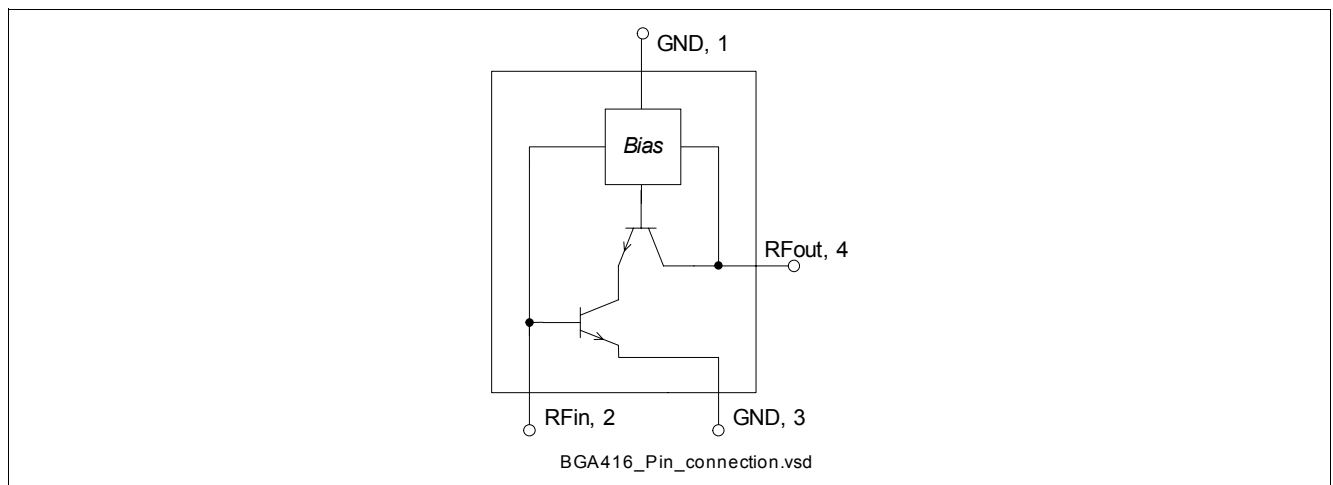 GND, 1
Bias
RFout, 4
RFin, 2
GND, 3
BGA416_Pin_connection.vsd